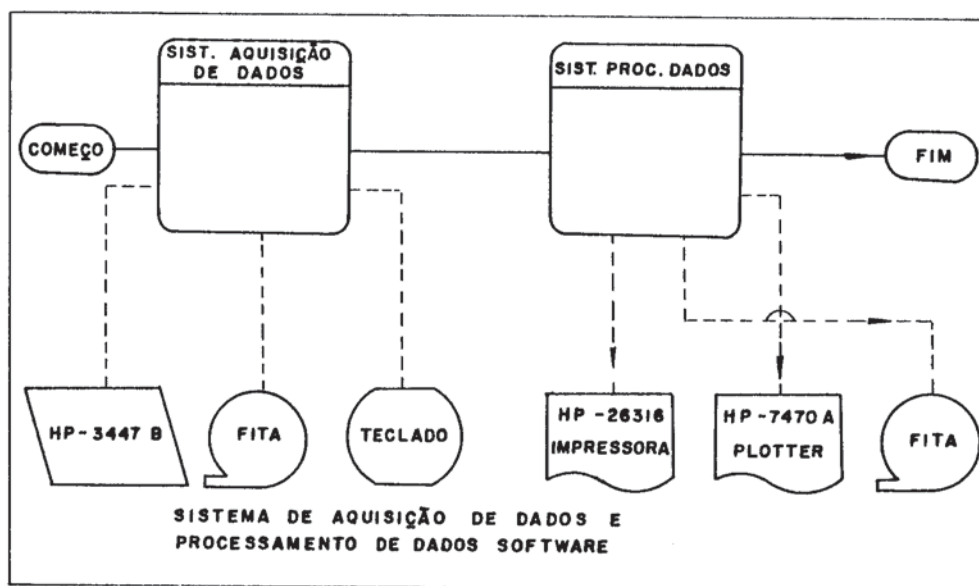 SIST. AQUISIÇÃO
DE DADOS
SIST. PROC. DADOS
COMEÇO
FIM
HP-3447 B
FITA
TECLADO
HP -26316
IMPRESSORA
HP-7470 A
PLOTTER
FITA
SISTEMA DE AQUISIÇÃO DE DADOS E
PROCESSAMENTO DE DADOS SOFTWARE